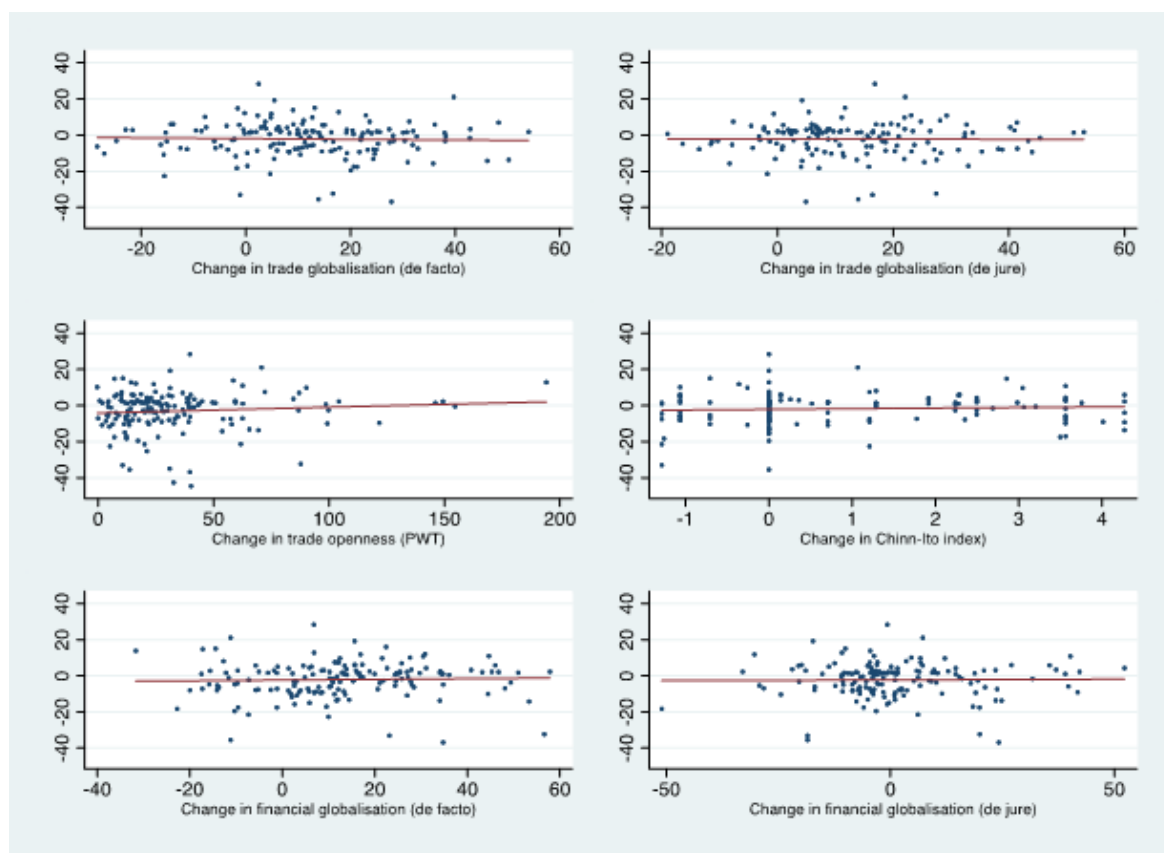 40
20
0
-20
-40
-20 0 20 40 60
Change in trade globalisation (de facto)
40
20
0
-20
-40
-20 0 20 40 60
Change in trade globalisation (de jure)
40
20
0
-20
-40
0 50 100 150 200
Change in trade openness (PWT)
40
20
0
-20
-40
-1 0 1 2 3 4
Change in Chinn-Ito index)
40
20
0
-20
-40
-40 -20 0 20 40 60
Change in financial globalisation (de facto)
40
20
0
-20
-40
-50 0 50
Change in financial globalisation (de jure)